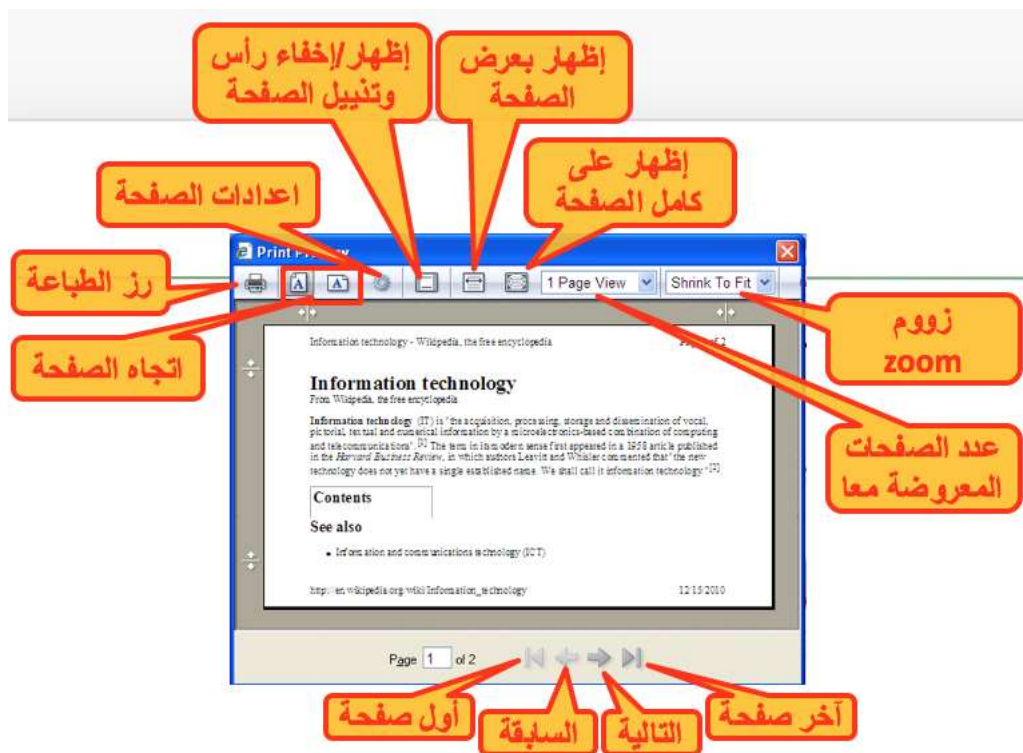 إظهار/إخفاء رأس
وتذييل الصفحة
إظهار بعرض
الصفحة
إظهار على
كامل الصفحة
اعدادات الصفحة
رز الطباعة
اتجاه الصفحة
زووم
zoom
عدد الصفحات
المعروضة معا
Print Pr
1 Page View
Shrink To Fit
Information technology - Wikipedia, the free encyclopedia
of 2
Information technology
From Wikipedia, the free encyclopedia
Information technology (IT) is "the acquisition, processing, storage and dissemination of vocal,
pictorial, textual and numerical information by a microelectronics-based combination of computing
and telecommunications".[1] The term in its modern sense first appeared in a 1958 article published
in the Harvard Business Review, in which authors Leavitt and Whisler commented that "the new
technology does not yet have a single established name. We shall call it information technology."[2]
Contents
See also
• Information and communications technology (ICT)
http://en.wikipedia.org/wiki/Information_technology
12/15/2010
Page 1 of 2
أول صفحة
السابقة
التالية
آخر صفحة